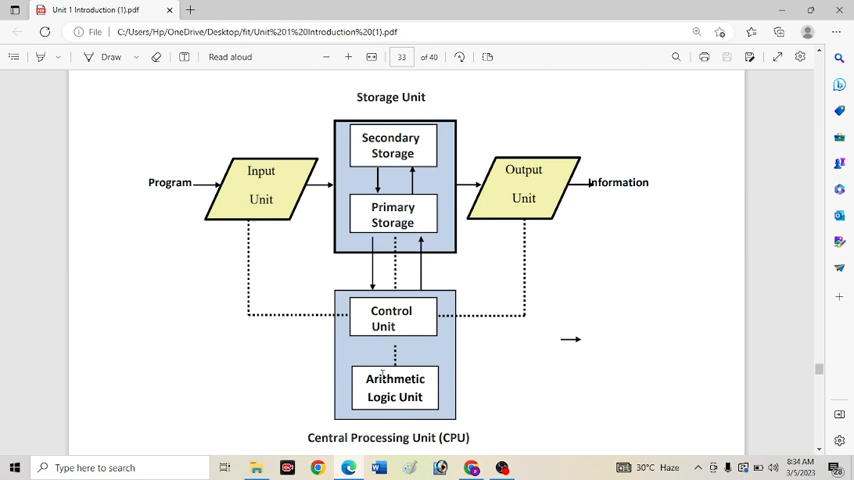 Unit 1 Introduction (1).pdf
File
C:/Users/Hp/OneDrive/Desktop/fit/Unit%201%20Introduction%20(1).pdf
Draw
Read aloud
33
of 40
Storage Unit
Secondary
Storage
Program
Input
Unit
Output
Unit
Information
Primary
Storage
Control
Unit
Arithmetic
Logic Unit
Central Processing Unit (CPU)
Type here to search
30°C Haze
8:34 AM
3/5/2023